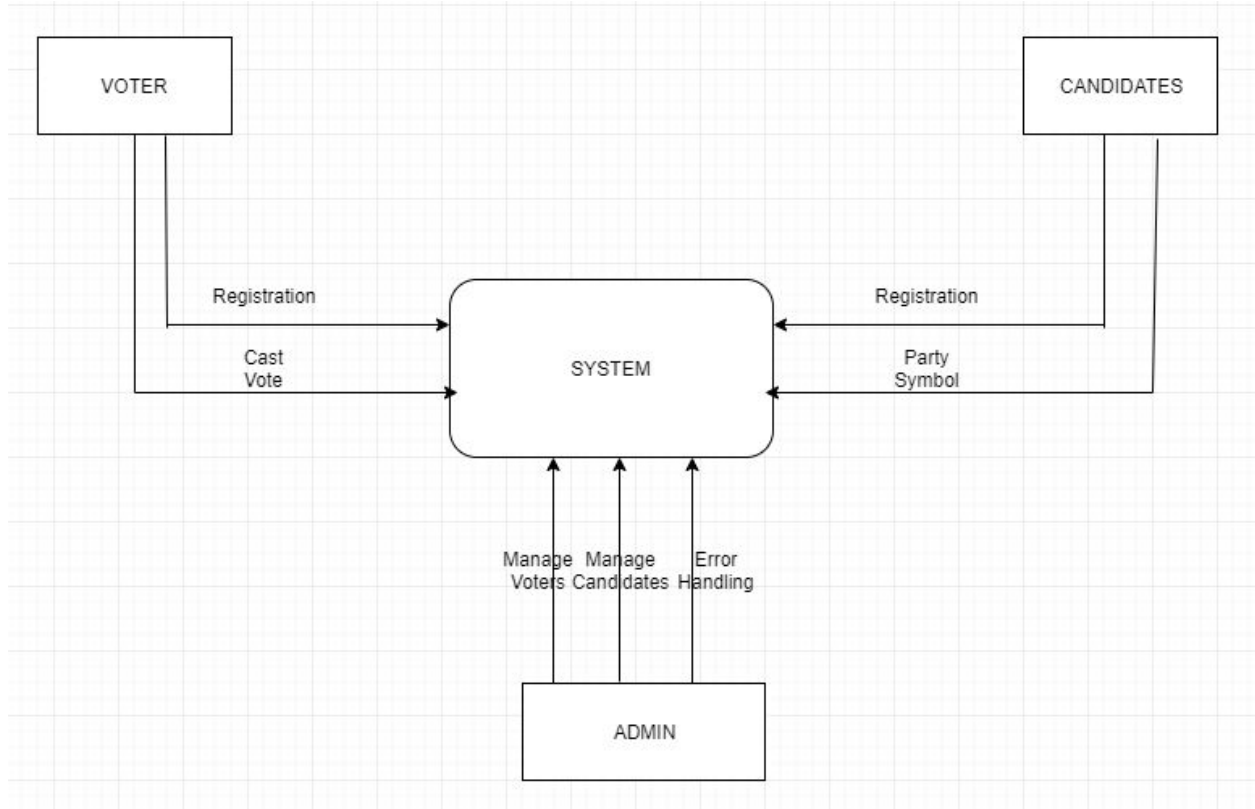 VOTER
CANDIDATES
Registration
Registration
Cast
Vote
SYSTEM
Party
Symbol
Manage
Voters
Manage
Candidates
Error
Handling
ADMIN